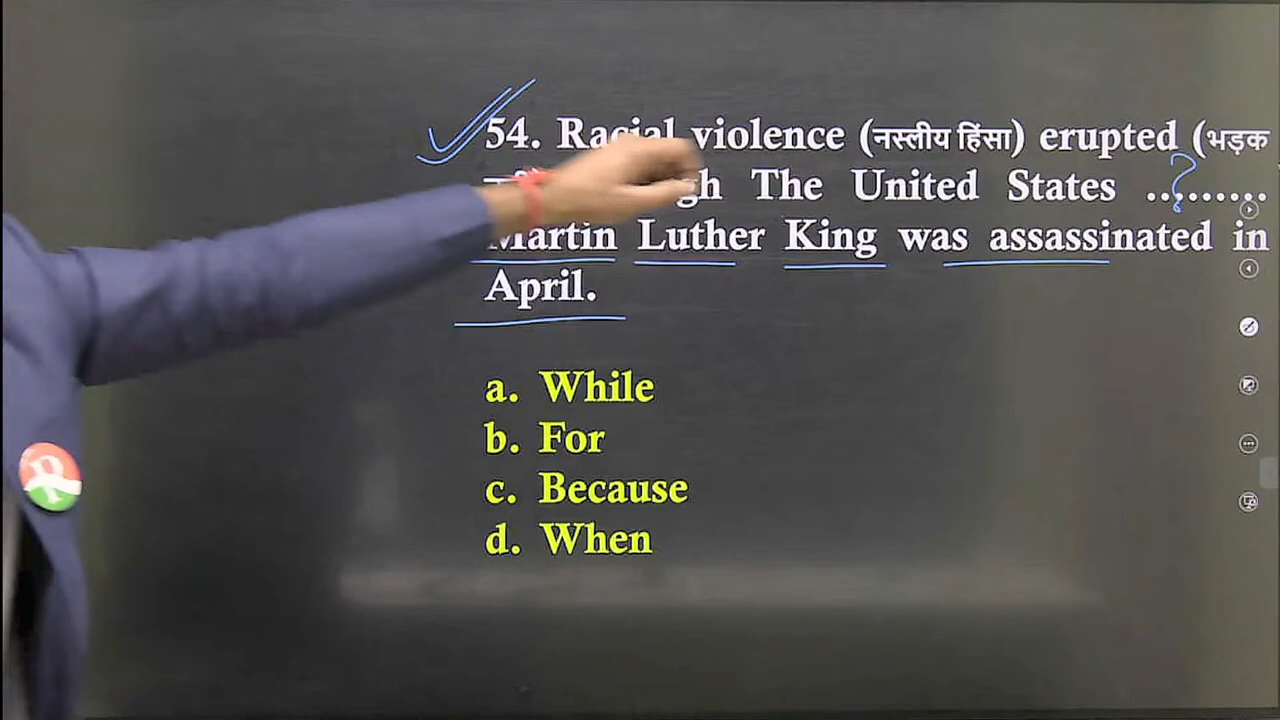 54. Racial violence (नस्लीय हिंसा) erupted (भड़क
The United States ..........
Martin Luther King was assassinated in
April.
a. While
b. For
c. Because
d. When